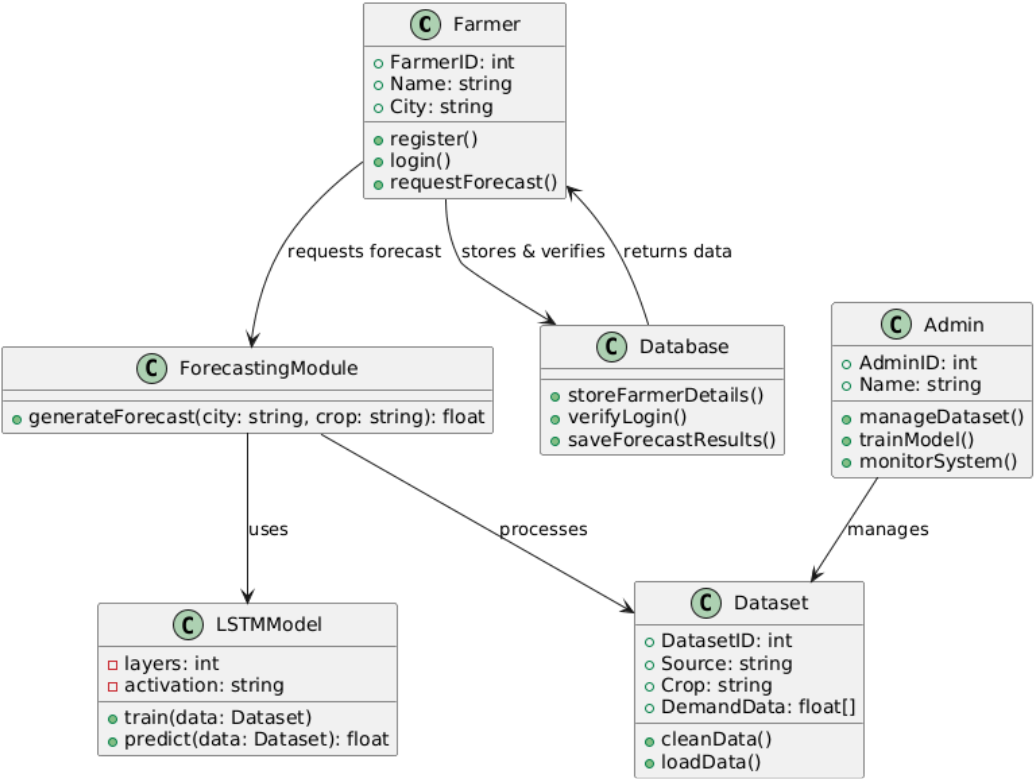 C Farmer
FarmerID: int
Name: string
City: string
register()
login()
requestForecast()
requests forecast
stores & verifies
returns data
C ForecastingModule
generateForecast(city: string, crop: string): float
C Database
storeFarmerDetails()
verifyLogin()
saveForecastResults()
C Admin
AdminID: int
Name: string
manageDataset()
trainModel()
monitorSystem()
uses
processes
manages
C LSTMModel
layers: int
activation: string
train(data: Dataset)
predict(data: Dataset): float
C Dataset
DatasetID: int
Source: string
Crop: string
DemandData: float[]
cleanData()
loadData()